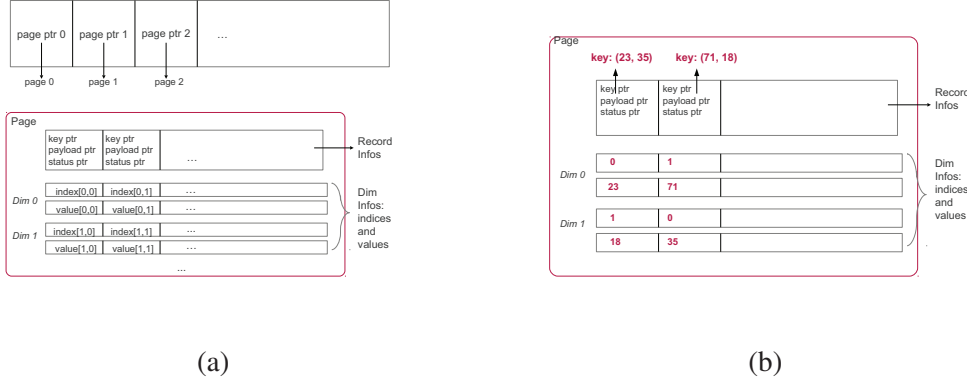 page ptr 0 page ptr 1 page ptr 2 ...
page 0 page 1 page 2
Page
key ptr key ptr
payload ptr payload ptr
status ptr status ptr ...
Record
Infos
Dim 0
index[0,0] index[0,1] ...
value[0,0] value[0,1] ...
Dim 1
index[1,0] index[1,1] ...
value[1,0] value[1,1] ...
...
Dim
Infos:
indices
and
values
(a)
Page
key: (23, 35) key: (71, 18)
key ptr key ptr
payload ptr payload ptr
status ptr status ptr
Record
Infos
Dim 0
0 1
23 71
Dim 1
1 0
18 35
Dim
Infos:
indices
and
values
(b)